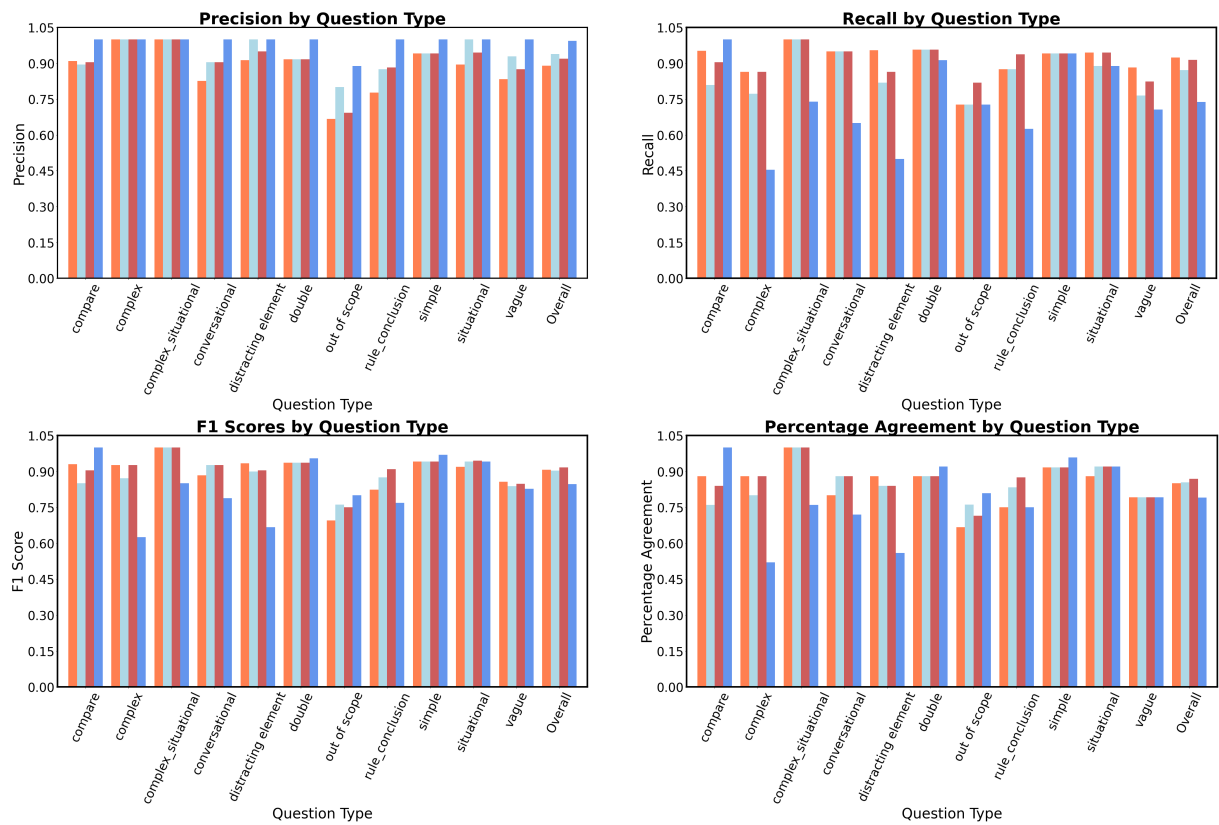 Precision by Question Type
Precision
1.05
0.90
0.75
0.60
0.45
0.30
0.15
0.00
compare
complex
complex_situational
conversational
distracting element
double
out of scope
rule_conclusion
simple
situational
vague
Overall
Question Type
Recall by Question Type
Recall
1.05
0.90
0.75
0.60
0.45
0.30
0.15
0.00
compare
complex
complex_situational
conversational
distracting element
double
out of scope
rule_conclusion
simple
situational
vague
Overall
Question Type
F1 Scores by Question Type
F1 Score
1.05
0.90
0.75
0.60
0.45
0.30
0.15
0.00
compare
complex
complex_situational
conversational
distracting element
double
out of scope
rule_conclusion
simple
situational
vague
Overall
Question Type
Percentage Agreement by Question Type
Percentage Agreement
1.05
0.90
0.75
0.60
0.45
0.30
0.15
0.00
compare
complex
complex_situational
conversational
distracting element
double
out of scope
rule_conclusion
simple
situational
vague
Overall
Question Type